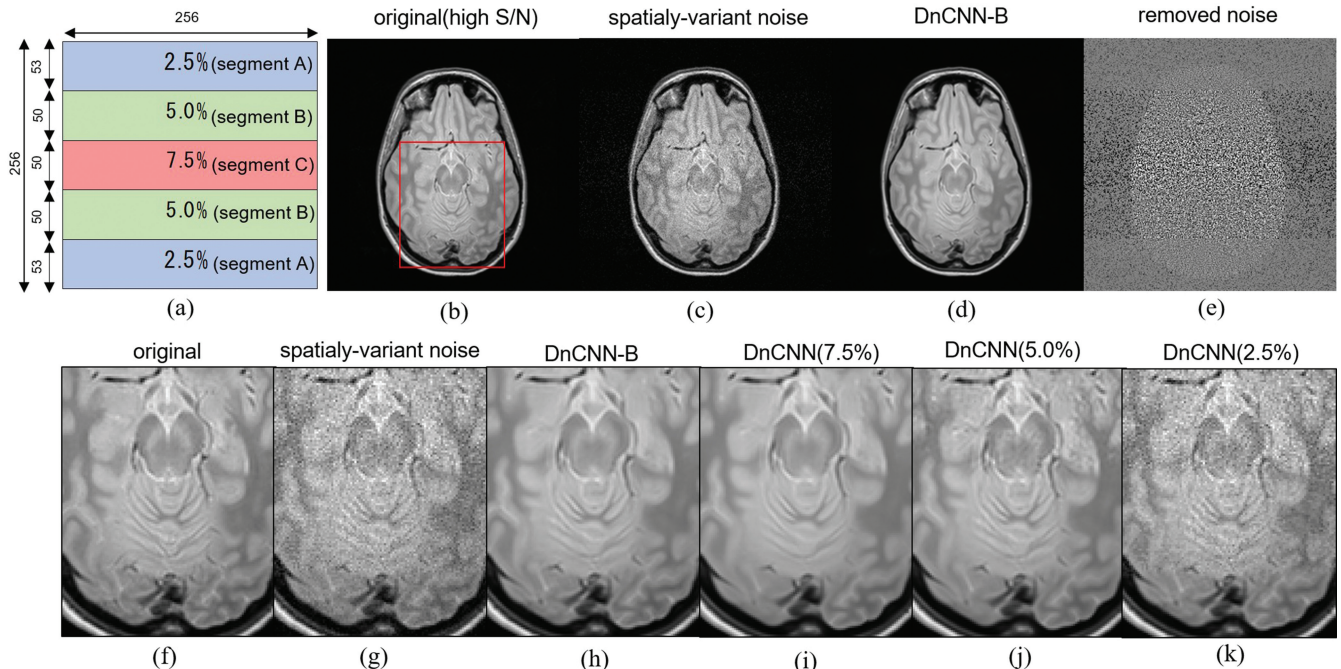 256
original(high S/N)
spatialy-variant noise
DnCNN-B
removed noise
256
53
50
50
50
53
2.5% (segment A)
5.0% (segment B)
7.5% (segment C)
5.0% (segment B)
2.5% (segment A)
(a)
(b)
(c)
(d)
(e)
original
spatialy-variant noise
DnCNN-B
DnCNN(7.5%)
DnCNN(5.0%)
DnCNN(2.5%)
(f)
(g)
(h)
(i)
(j)
(k)